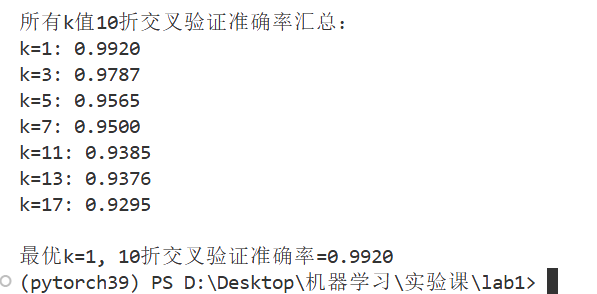 所有k值10折交叉验证准确率汇总:
k=1: 0.9920
k=3: 0.9787
k=5: 0.9565
k=7: 0.9500
k=11: 0.9385
k=13: 0.9376
k=17: 0.9295
最优k=1, 10折交叉验证准确率=0.9920
(pytorch39) PS D:\Desktop\机器学习\实验课\lab1>